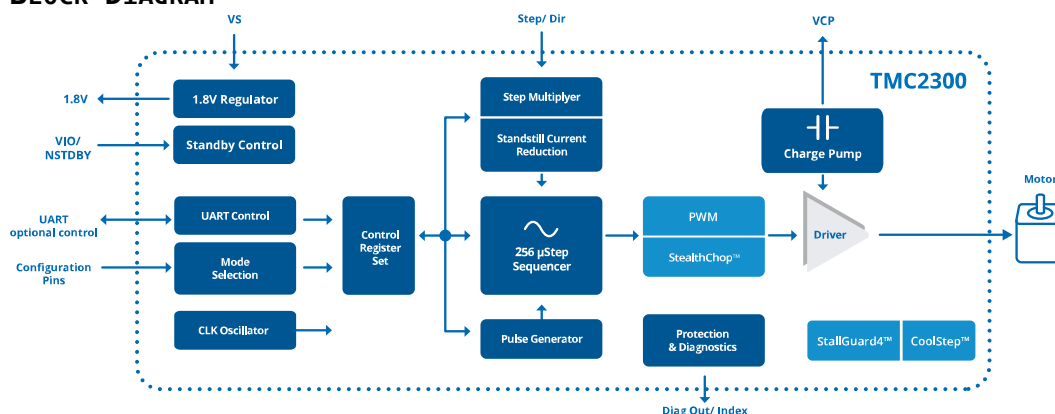 BLOCK DIAGRAM
VS
Step/ Dir
VCP
TMC2300
1.8V
1.8V Regulator
Step Multiplyer
VIO/
NSTDBY
Standby Control
Standstill Current
Reduction
Charge Pump
Motor
UART
optional control
UART Control
Control
Register
Set
256 µStep
Sequencer
PWM
StealthChop™
Driver
Configuration
Pins
Mode
Selection
CLK Oscillator
Pulse Generator
Protection
& Diagnostics
StallGuard4™
CoolStep™
Diag Out/ Index